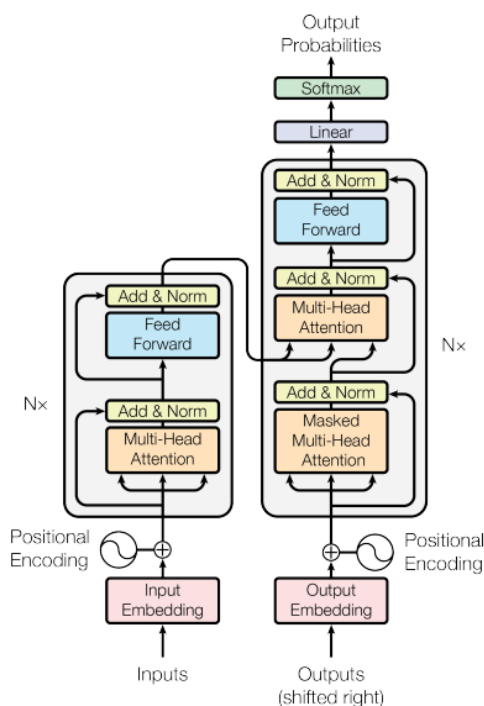 Output
Probabilities
Softmax
Linear
Add & Norm
Feed
Forward
Add & Norm
Multi-Head
Attention
Nx
Add & Norm
Masked
Multi-Head
Attention
Add & Norm
Feed
Forward
Nx
Add & Norm
Multi-Head
Attention
Positional
Encoding
Positional
Encoding
Input
Embedding
Output
Embedding
Inputs
Outputs
(shifted right)